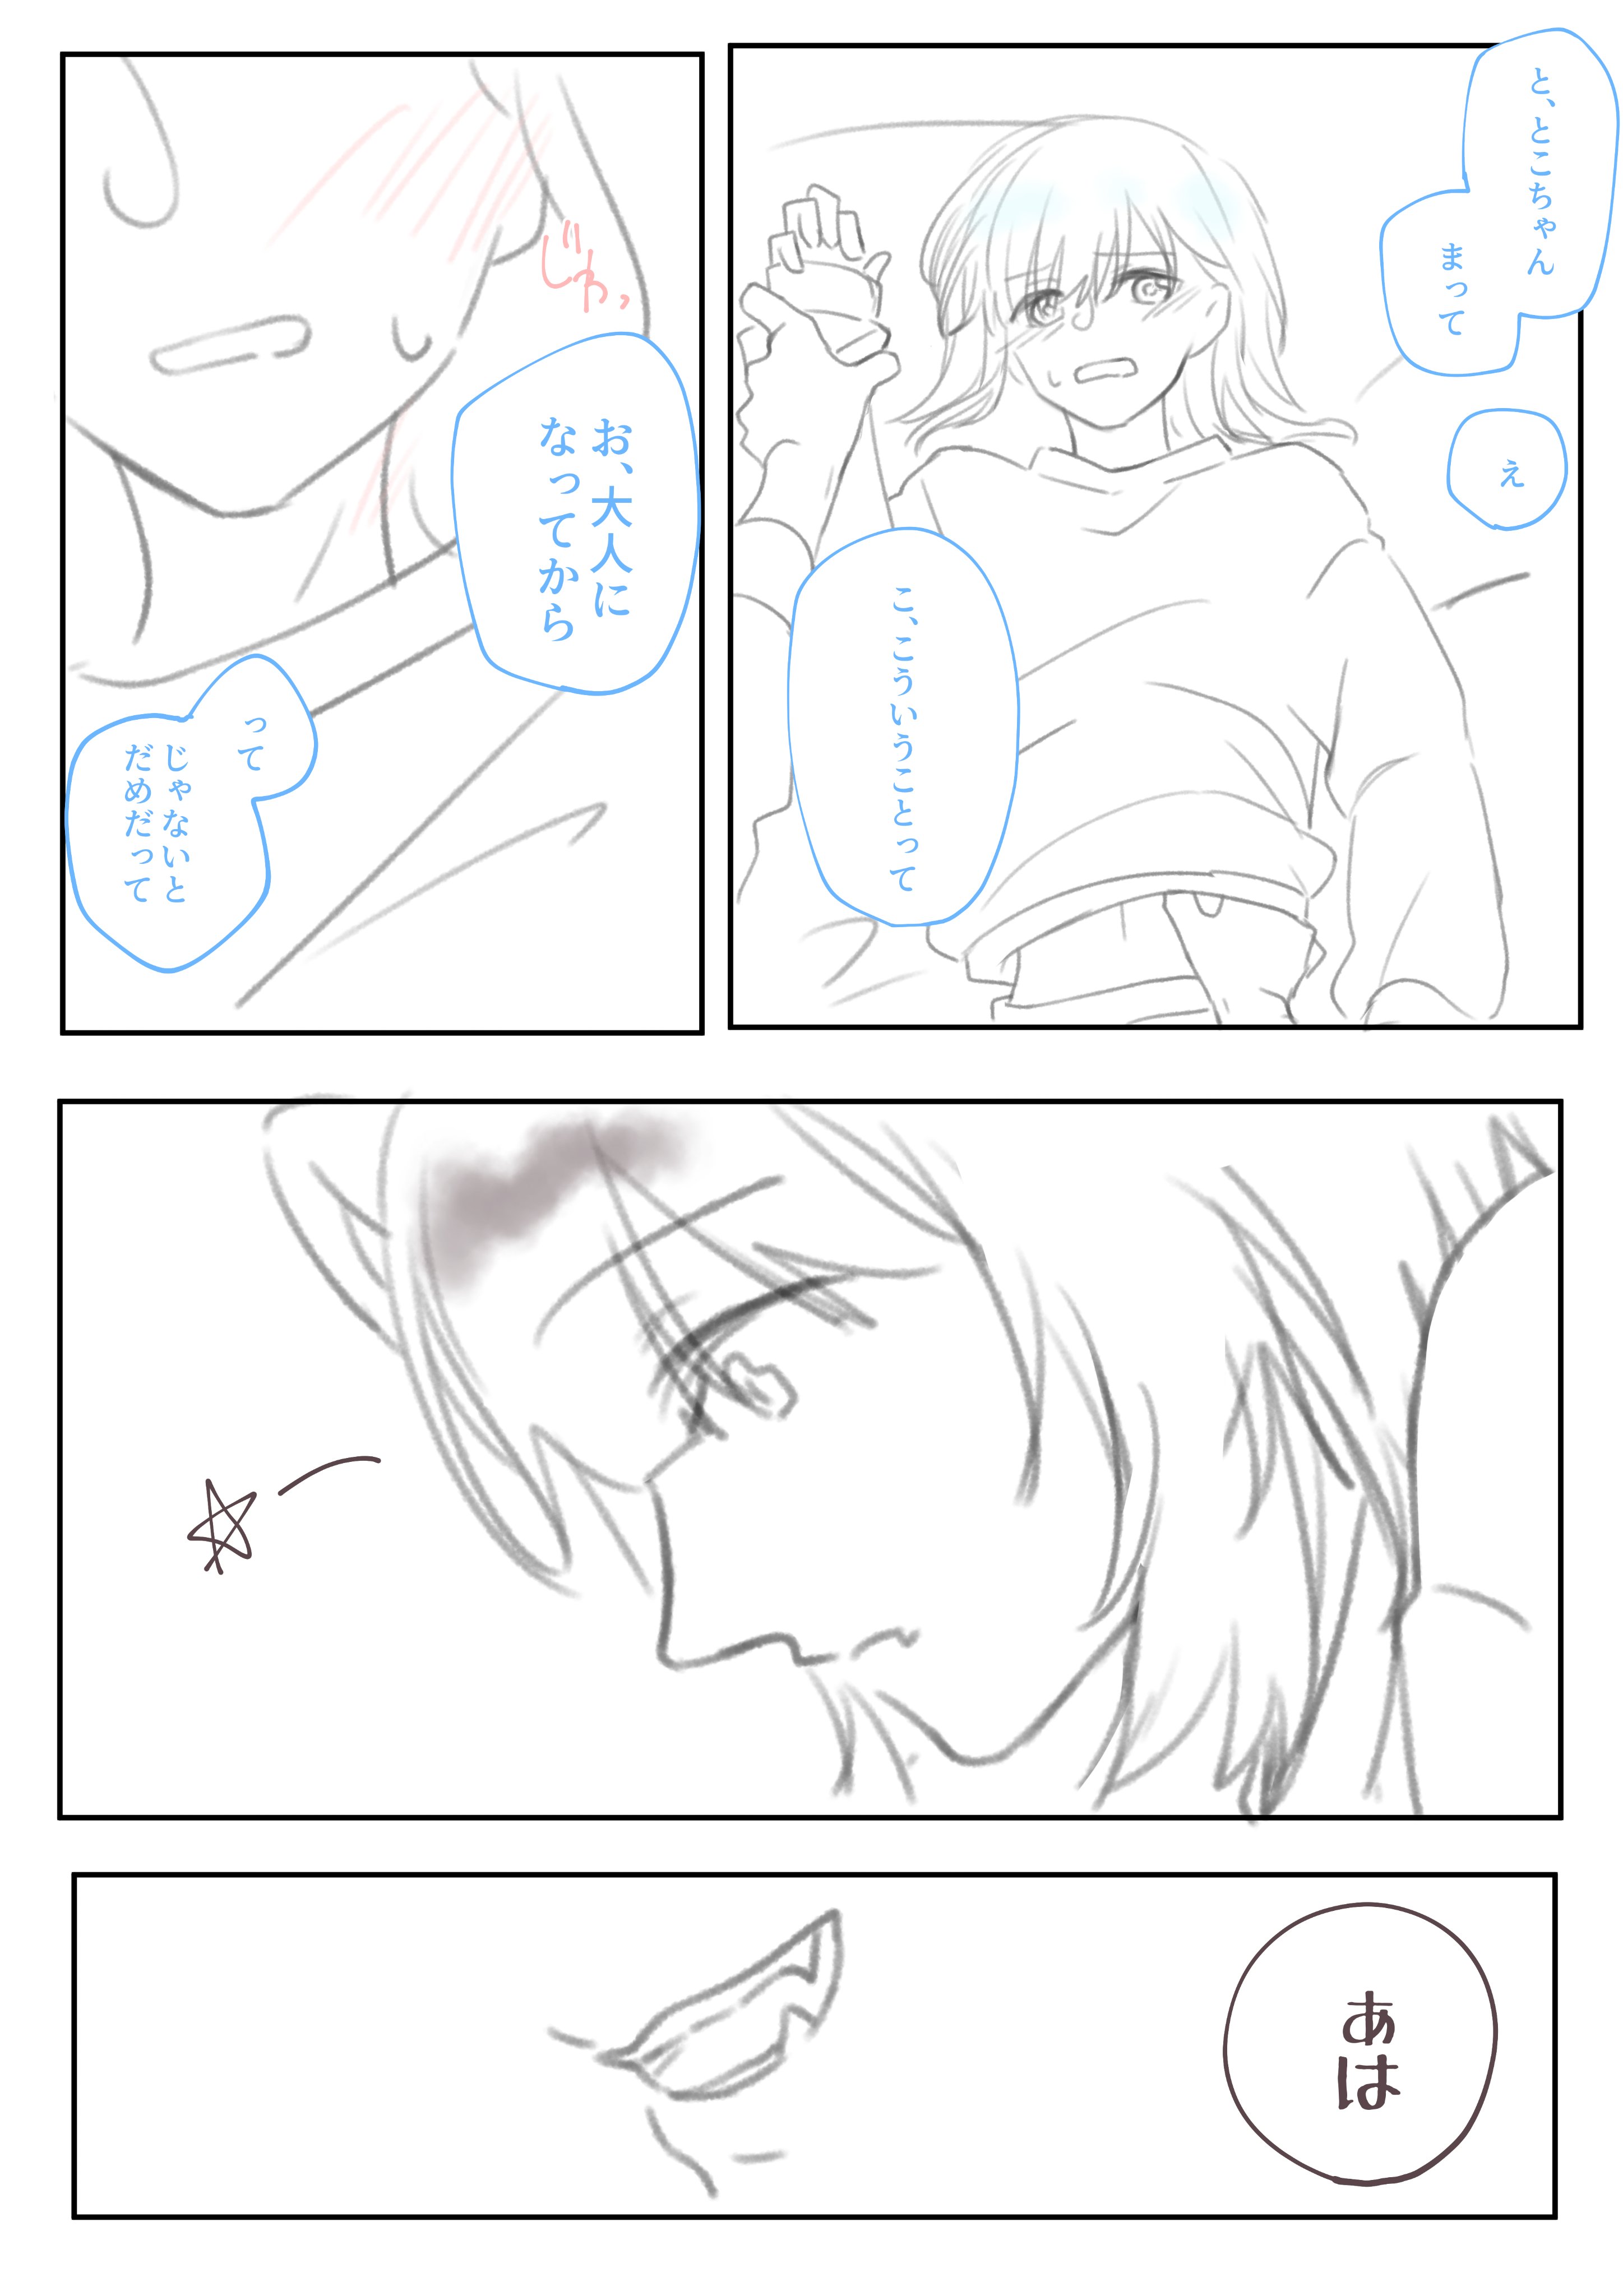 と、とこちゃん
まって
え
こ、こういうことって
じわっ
お、大人に
なってから
って
じゃないと
だめだって
あは